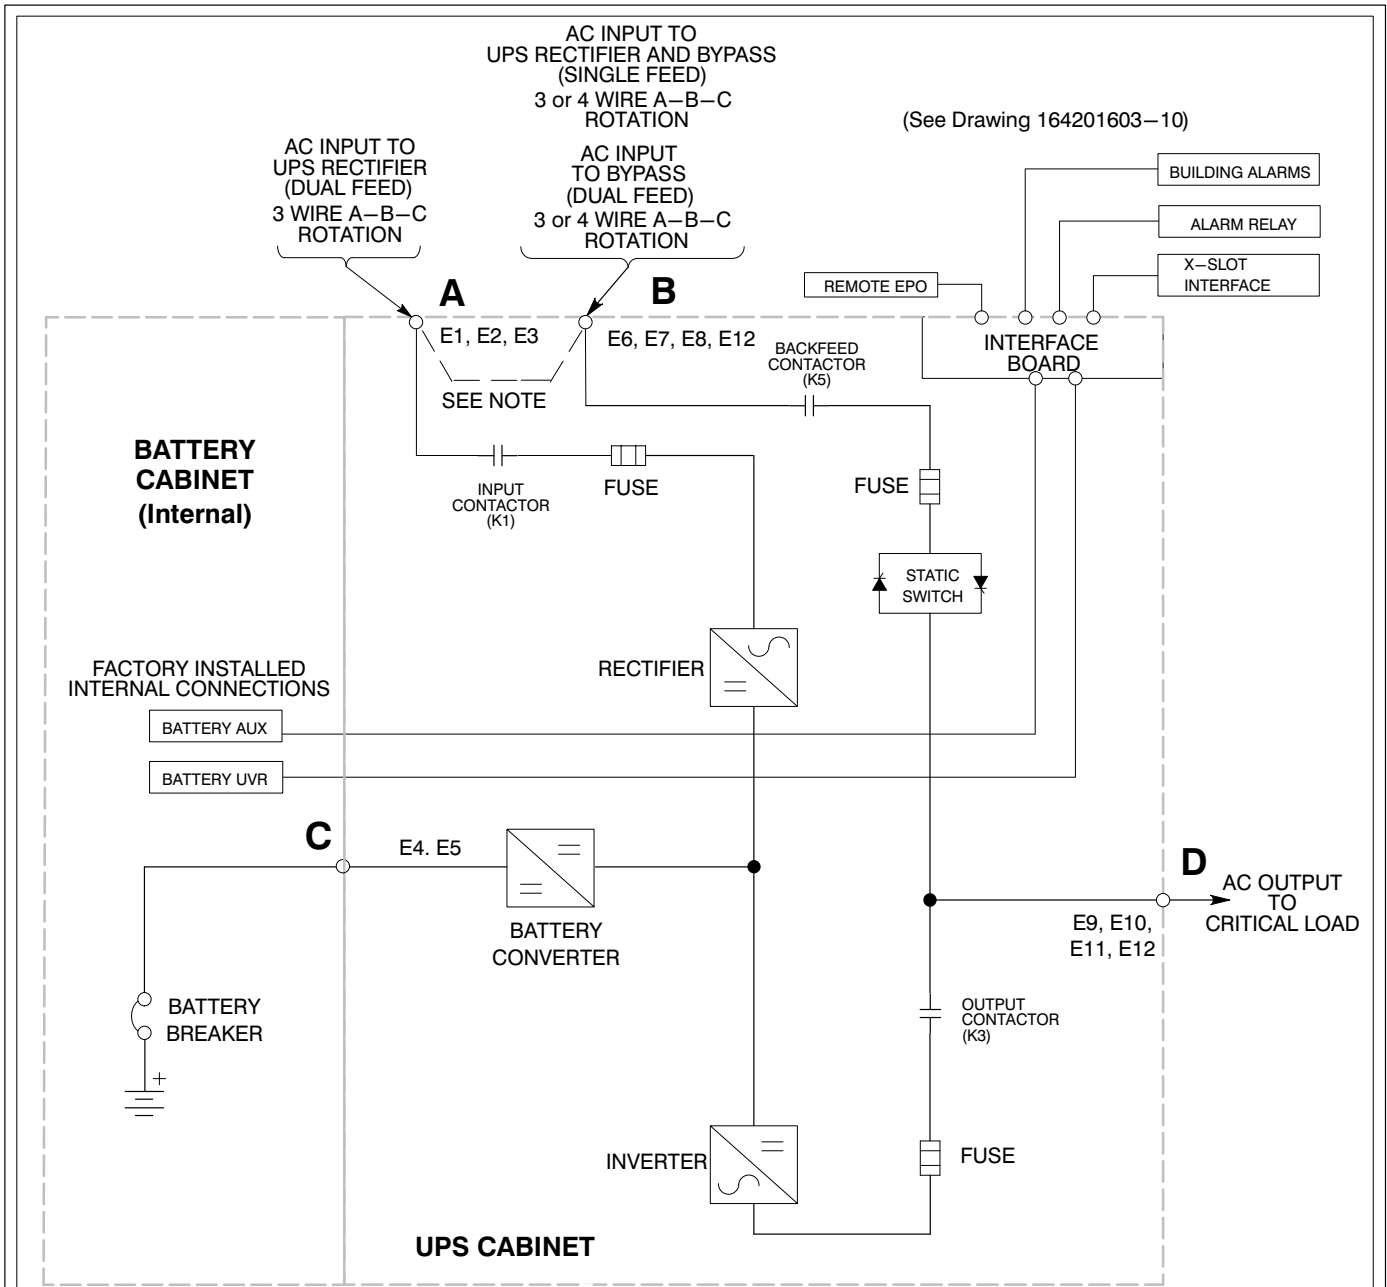 AC INPUT TO
UPS RECTIFIER AND BYPASS
(SINGLE FEED)
3 or 4 WIRE A−B−C
ROTATION
(See Drawing 164201603−10)
AC INPUT TO
UPS RECTIFIER
(DUAL FEED)
3 WIRE A−B−C
ROTATION
AC INPUT
TO BYPASS
(DUAL FEED)
3 or 4 WIRE A−B−C
ROTATION
BUILDING ALARMS
ALARM RELAY
X−SLOT
INTERFACE
REMOTE EPO
A
B
E1, E2, E3
E6, E7, E8, E12
INTERFACE
BOARD
BACKFEED
CONTACTOR
(K5)
SEE NOTE
BATTERY
CABINET
(Internal)
INPUT
CONTACTOR
(K1)
FUSE
FUSE
STATIC
SWITCH
RECTIFIER
FACTORY INSTALLED
INTERNAL CONNECTIONS
BATTERY AUX
BATTERY UVR
C
E4. E5
BATTERY
CONVERTER
D
AC OUTPUT
TO
CRITICAL LOAD
E9, E10,
E11, E12
BATTERY
BREAKER
+
OUTPUT
CONTACTOR
(K3)
INVERTER
FUSE
UPS CABINET